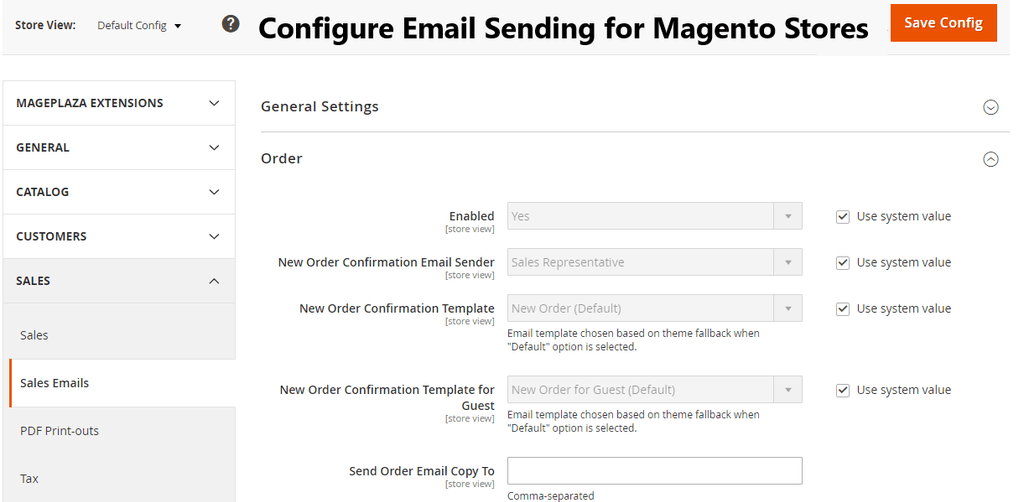 Store View: Default Config ? Configure Email Sending for Magento Stores Save Config
MAGEPLAZA EXTENSIONS
GENERAL
CATALOG
CUSTOMERS
SALES
Sales
Sales Emails
PDF Print-outs
Tax
General Settings
Order
Enabled Yes Use system value
[store view]
New Order Confirmation Email Sender Sales Representative Use system value
[store view]
New Order Confirmation Template New Order (Default) Use system value
[store view]
Email template chosen based on theme fallback when
"Default" option is selected.
New Order Confirmation Template for New Order for Guest (Default) Use system value
Guest
[store view]
Email template chosen based on theme fallback when
"Default" option is selected.
Send Order Email Copy To
[store view]
Comma-separated